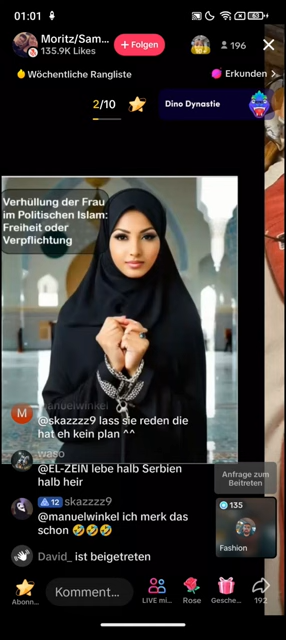 01:01
Moritz/Sam...
135.9K Likes
+ Folgen
196
Wöchentliche Rangliste
Erkunden >
2/10
Dino Dynastie
Verhüllung der Frau
im Politischen Islam:
Freiheit oder
Verpflichtung
M
manuelwinkel
@skazzzz9 lass sie reden die
hat eh kein plan ^^
waso
@EL-ZEIN lebe halb Serbien
halb heir
Anfrage zum
Beitreten
12 skazzzz9
@manuelwinkel ich merk das
schon 🤣🤣🤣
135
Fashion
David_ ist beigetreten
Kommentar...
Abonn...
LIVE mi...
Rose
Gesche...
192